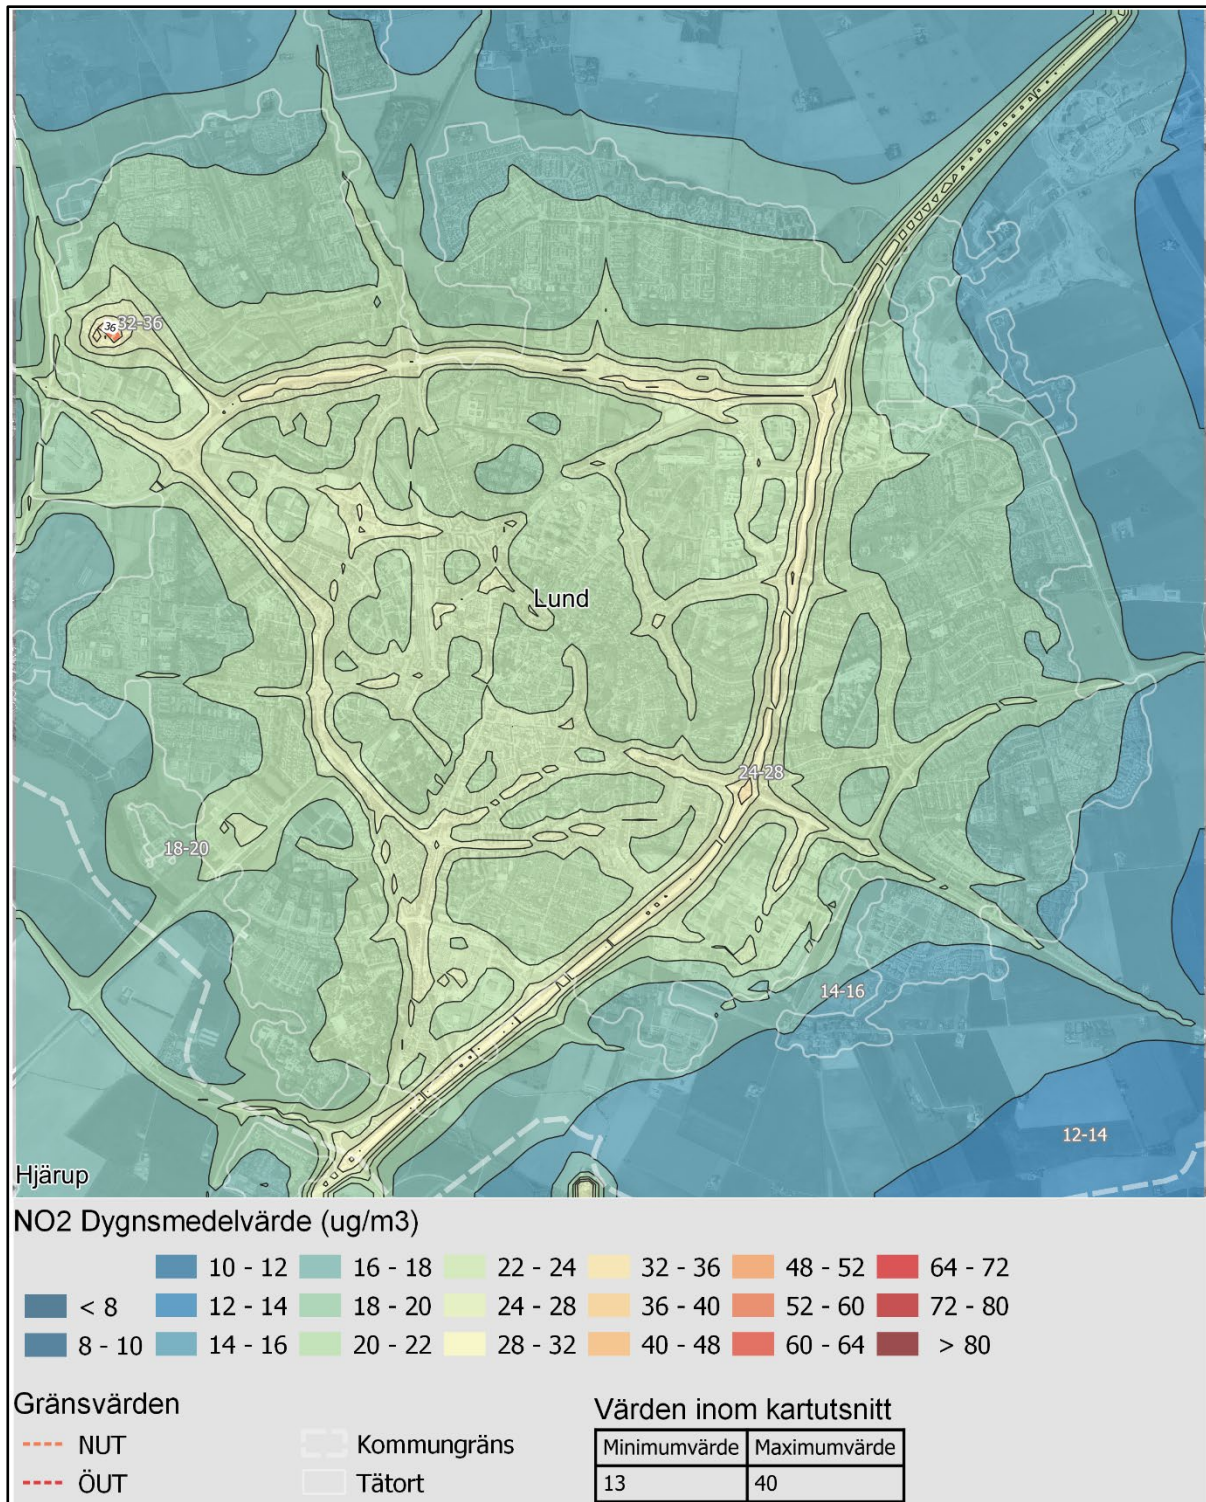 36
32-36
Lund
24-28
18-20
14-16
12-14
Hjärup
NO2 Dygnsmedelvärde (ug/m3)
10 - 12 16 - 18 22 - 24 32 - 36 48 - 52 64 - 72
< 8 12 - 14 18 - 20 24 - 28 36 - 40 52 - 60 72 - 80
8 - 10 14 - 16 20 - 22 28 - 32 40 - 48 60 - 64 > 80
Gränsvärden
Värden inom kartutsnitt
NUT Kommungräns Minimumvärde Maximumvärde
ÖUT Tätort 13 40